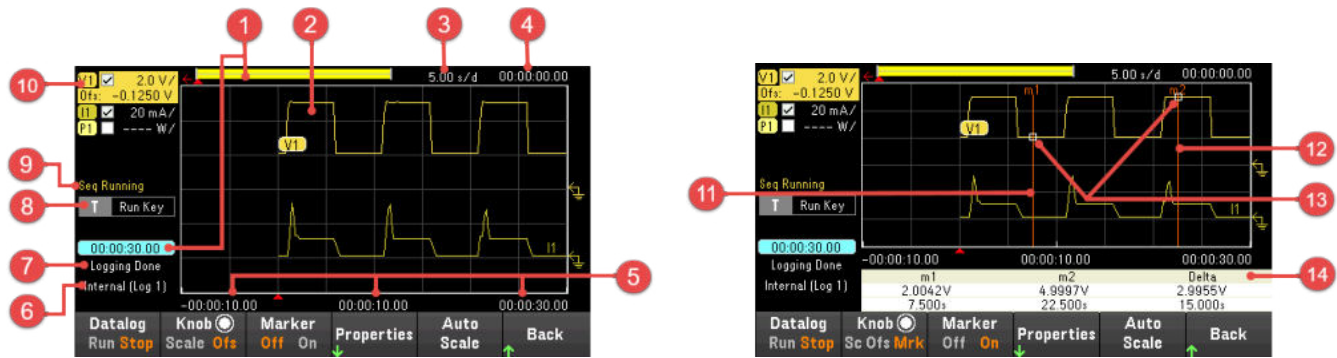 1
2
3
4
10
V1 2.0 V/
Ofs: -0.1250 V
I1 20 mA/
P1 ---- W/
5.00 s/d 00:00:00.00
V1
I1
9
Seq Running
8
T Run Key
00:00:30.00
7
Logging Done
6
Internal (Log 1)
5
-00:00:10.00 00:00:10.00 00:00:30.00
Datalog
Run Stop
Knob
Scale Ofs
Marker
Off On
Properties
Auto
Scale
Back
V1 2.0 V/
Ofs: -0.1250 V
I1 20 mA/
P1 ---- W/
5.00 s/d 00:00:00.00
m1 m2
V1
12
11
13
Seq Running
T Run Key
I1
00:00:30.00
Logging Done
Internal (Log 1)
-00:00:10.00 00:00:10.00 00:00:30.00
14
m1 m2 Delta
2.0042V 4.9997V 2.9955V
7.500s 22.500s 15.000s
Datalog
Run Stop
Knob
Sc Ofs Mrk
Marker
Off On
Properties
Auto
Scale
Back